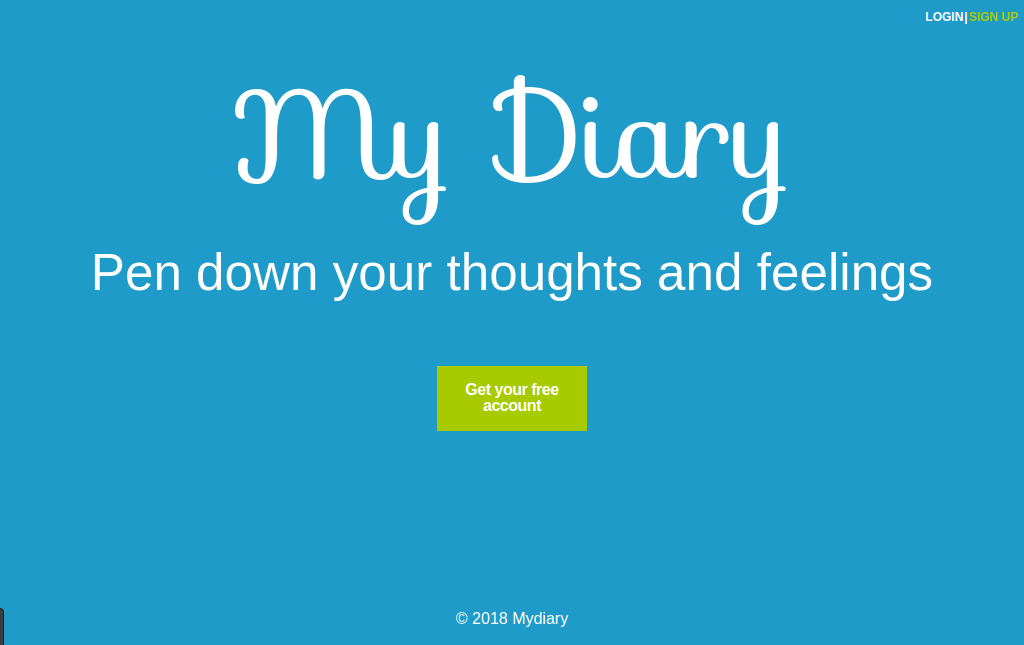 LOGIN|SIGN UP
My Diary
Pen down your thoughts and feelings
Get your free
account
© 2018 Mydiary